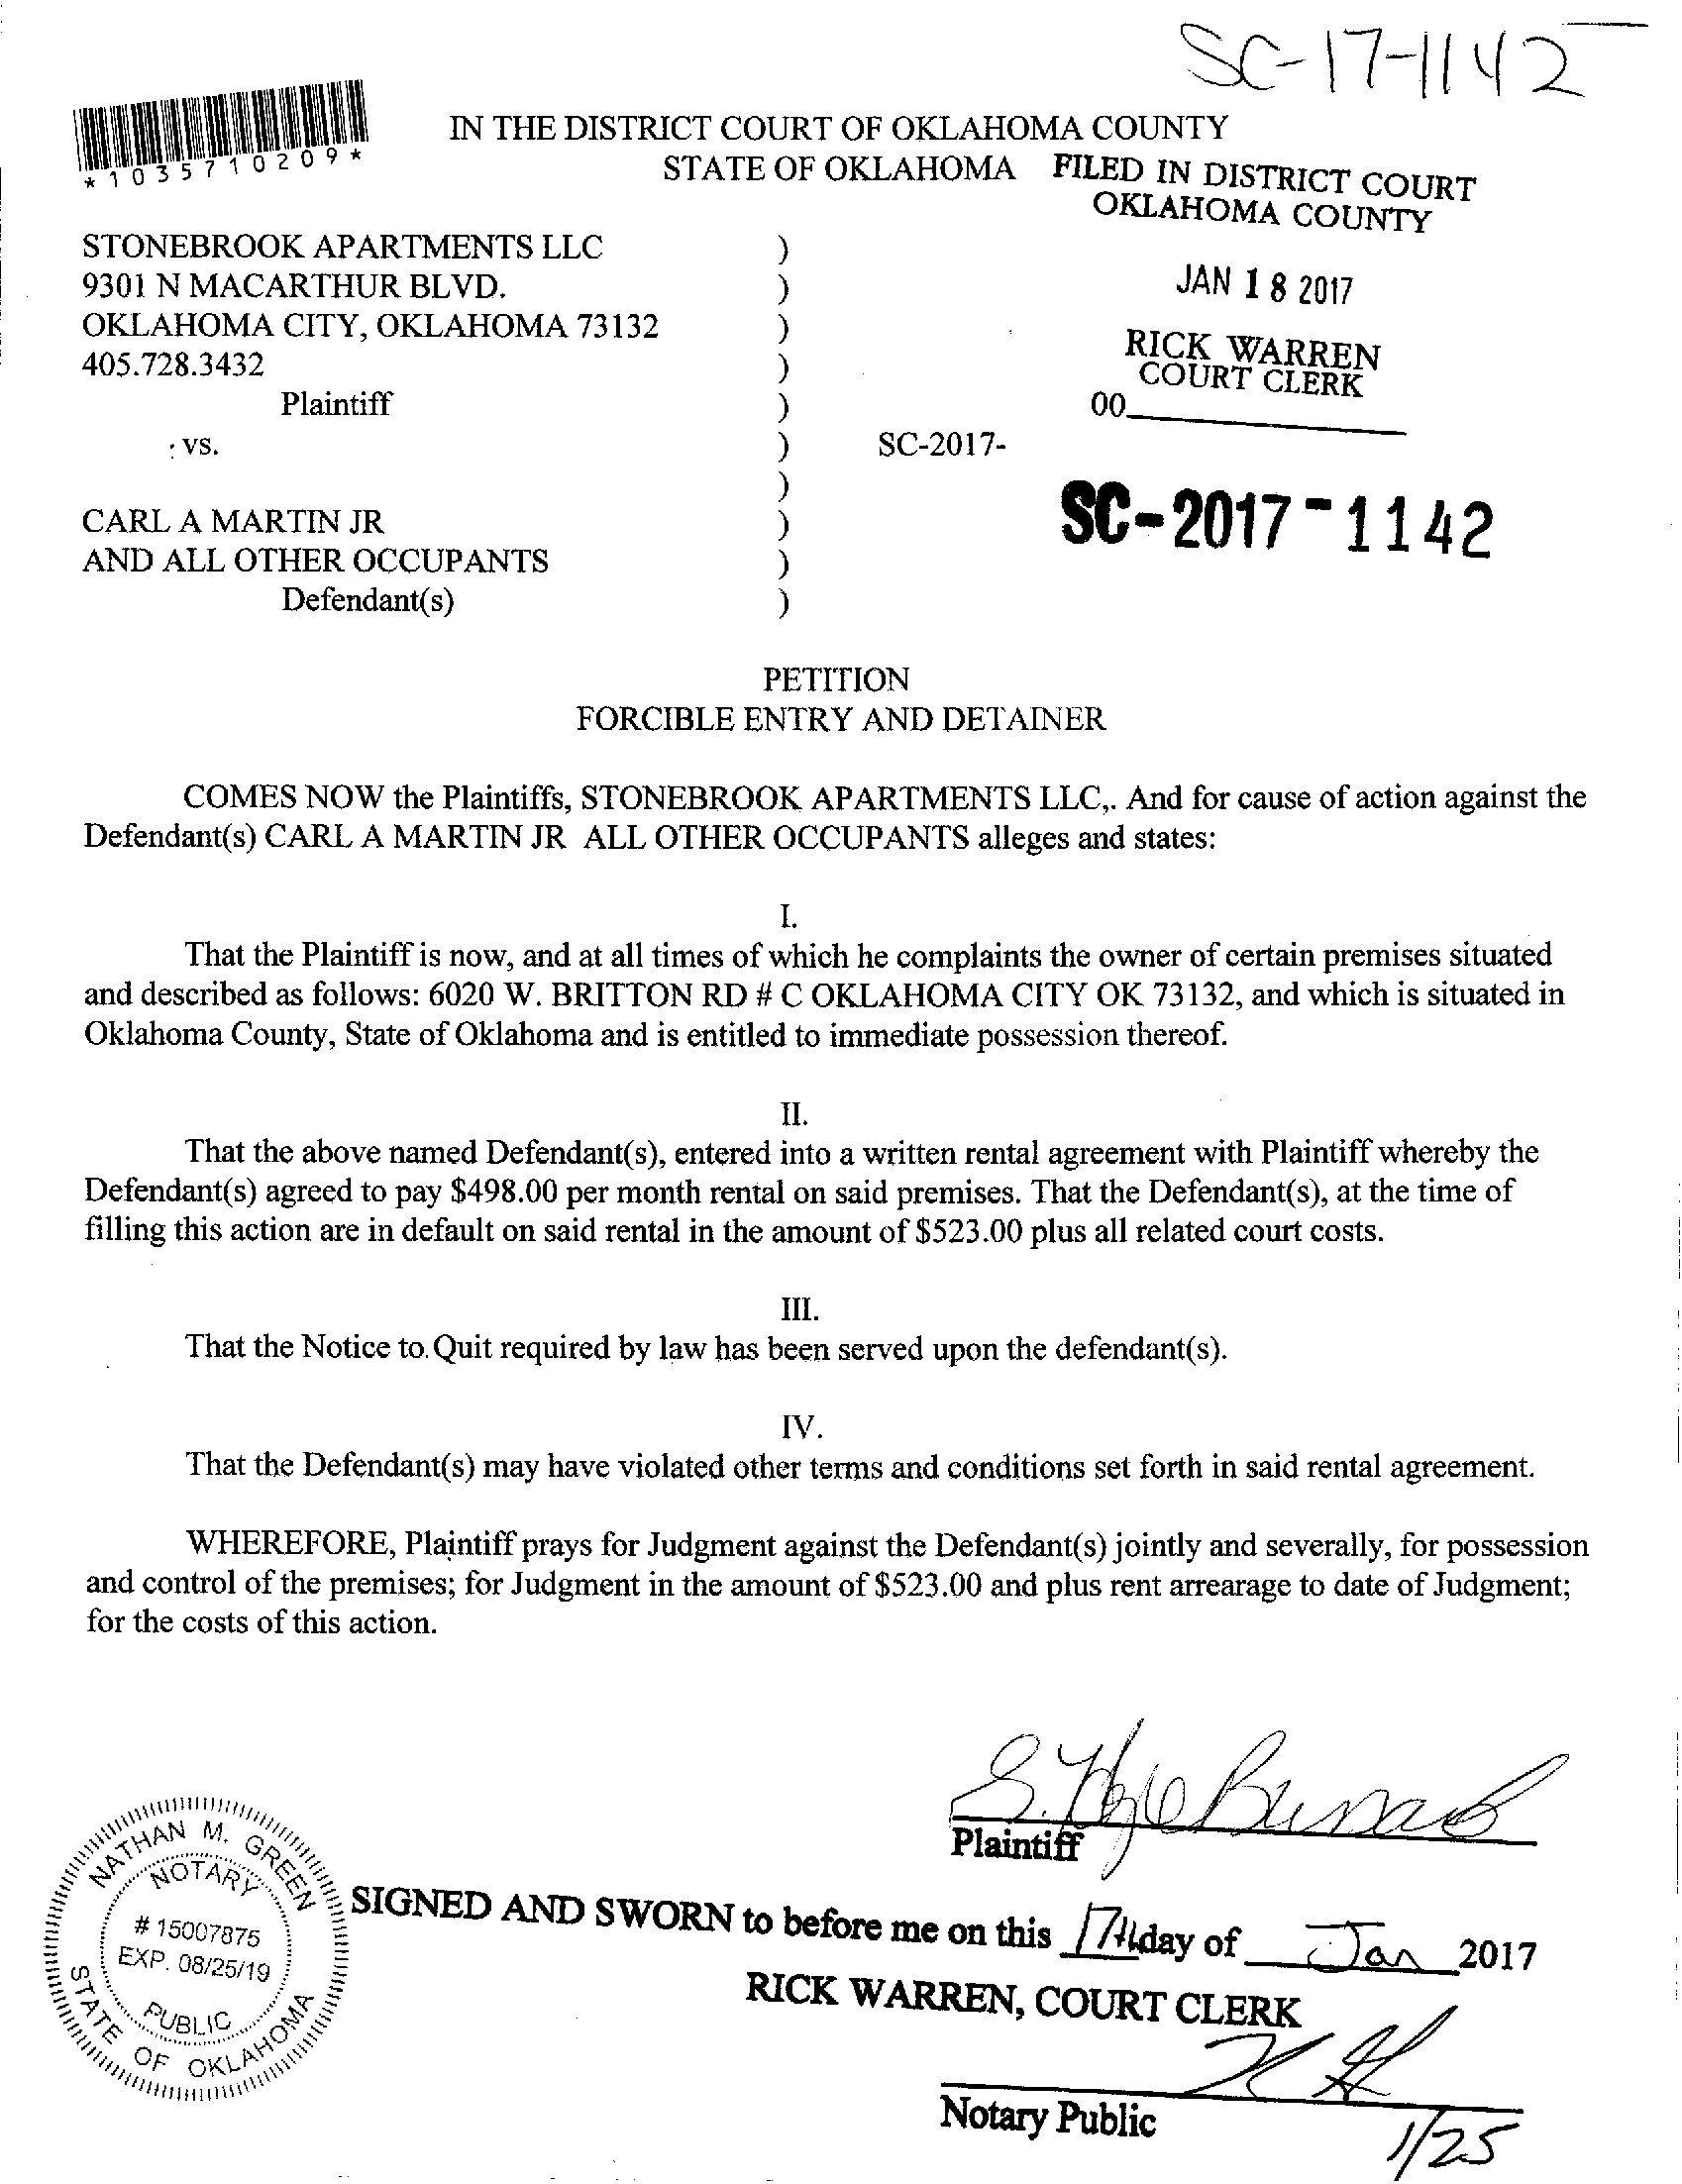 SC-17-1142
*1035710209*
IN THE DISTRICT COURT OF OKLAHOMA COUNTY
STATE OF OKLAHOMA
FILED IN DISTRICT COURT
OKLAHOMA COUNTY
JAN 18 2017
RICK WARREN
COURT CLERK
00
STONEBROOK APARTMENTS LLC )
9301 N MACARTHUR BLVD. )
OKLAHOMA CITY, OKLAHOMA 73132 )
405.728.3432 )
Plaintiff )
vs. ) SC-2017-
)
SC-2017-1142
CARL A MARTIN JR )
AND ALL OTHER OCCUPANTS )
Defendant(s) )
PETITION
FORCIBLE ENTRY AND DETAINER
COMES NOW the Plaintiffs, STONEBROOK APARTMENTS LLC,. And for cause of action against the
Defendant(s) CARL A MARTIN JR ALL OTHER OCCUPANTS alleges and states:
I.
That the Plaintiff is now, and at all times of which he complaints the owner of certain premises situated
and described as follows: 6020 W. BRITTON RD # C OKLAHOMA CITY OK 73132, and which is situated in
Oklahoma County, State of Oklahoma and is entitled to immediate possession thereof.
II.
That the above named Defendant(s), entered into a written rental agreement with Plaintiff whereby the
Defendant(s) agreed to pay $498.00 per month rental on said premises. That the Defendant(s), at the time of
filling this action are in default on said rental in the amount of $523.00 plus all related court costs.
III.
That the Notice to Quit required by law has been served upon the defendant(s).
IV.
That the Defendant(s) may have violated other terms and conditions set forth in said rental agreement.
WHEREFORE, Plaintiff prays for Judgment against the Defendant(s) jointly and severally, for possession
and control of the premises; for Judgment in the amount of $523.00 and plus rent arrearage to date of Judgment;
for the costs of this action.
Plaintiff
NATHAN M. GREEN
NOTARY
# 15007875
EXP. 08/25/19
PUBLIC
STATE OF OKLAHOMA
SIGNED AND SWORN to before me on this 17th day of Jan 2017
RICK WARREN, COURT CLERK
Notary Public
1/25